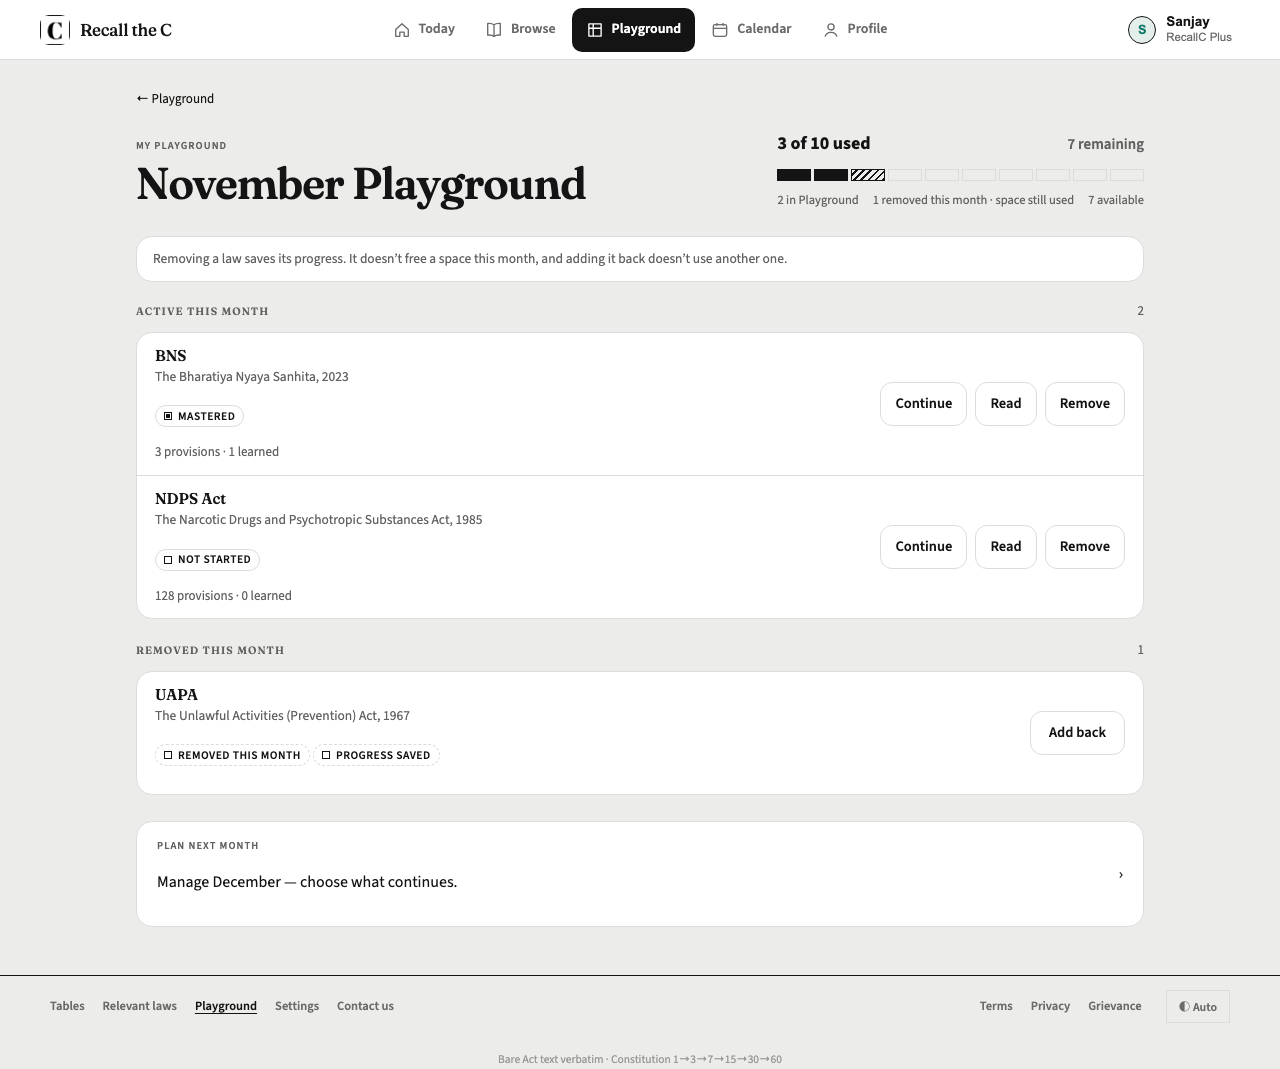 C Recall the C
Today Browse Playground Calendar Profile
S Sanjay
RecallC Plus
← Playground
MY PLAYGROUND
November Playground
3 of 10 used 7 remaining
2 in Playground 1 removed this month · space still used 7 available
Removing a law saves its progress. It doesn’t free a space this month, and adding it back doesn’t use another one.
ACTIVE THIS MONTH 2
BNS
The Bharatiya Nyaya Sanhita, 2023
MASTERED
3 provisions · 1 learned
Continue Read Remove
NDPS Act
The Narcotic Drugs and Psychotropic Substances Act, 1985
NOT STARTED
128 provisions · 0 learned
Continue Read Remove
REMOVED THIS MONTH 1
UAPA
The Unlawful Activities (Prevention) Act, 1967
REMOVED THIS MONTH PROGRESS SAVED
Add back
PLAN NEXT MONTH
Manage December — choose what continues. ›
Tables Relevant laws Playground Settings Contact us Terms Privacy Grievance Auto
Bare Act text verbatim · Constitution 1→3→7→15→30→60